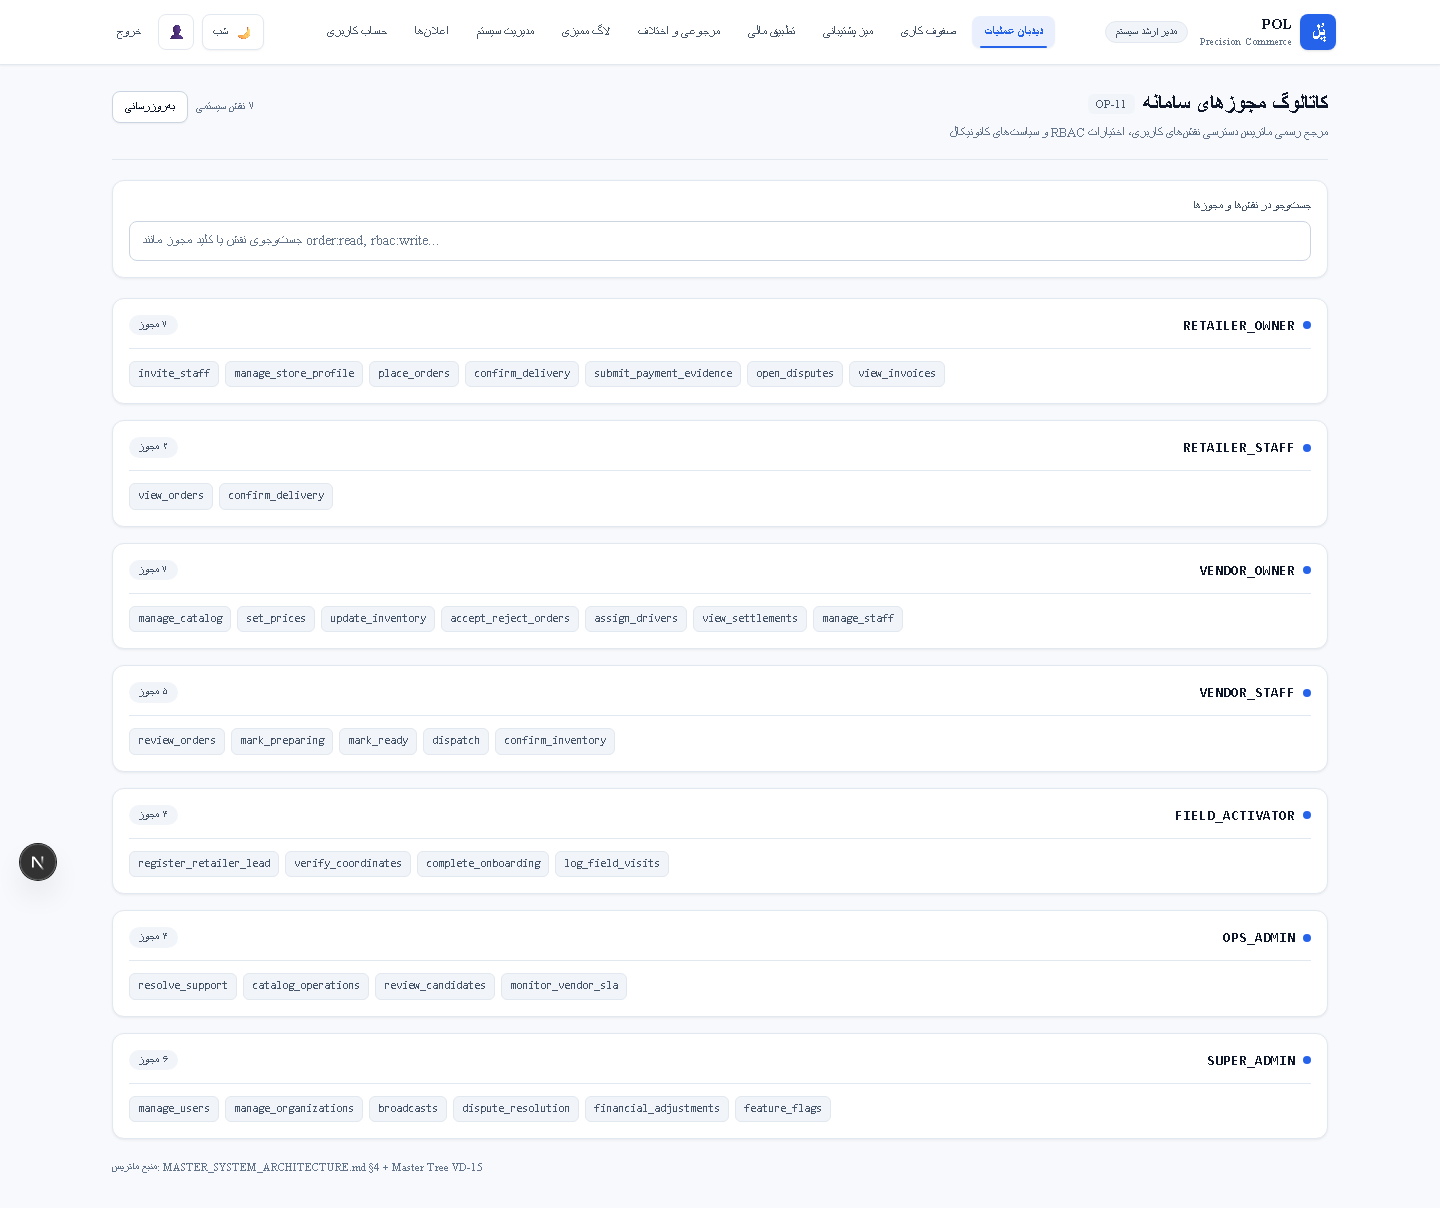 پل
POL
Precision Commerce
مدیر ارشد سیستم
دیدبان عملیات
صفوف کاری
میز پشتیبانی
تطبیق مالی
مرجوعی و اختلاف
لاگ ممیزی
مدیریت سیستم
اعلان‌ها
حساب کاربری
شب
خروج
کاتالوگ مجوزهای سامانه
OP-11
مرجع رسمی ماتریس دسترسی نقش‌های کاربری، اختیارات RBAC و سیاست‌های کانونیکال
۷ نقش سیستمی
به‌روزرسانی
جست‌وجو در نقش‌ها و مجوزها
جست‌وجوی نقش یا کلید مجوز مانند order:read, rbac:write...
RETAILER_OWNER
۷ مجوز
invite_staff manage_store_profile place_orders confirm_delivery submit_payment_evidence open_disputes view_invoices
RETAILER_STAFF
۲ مجوز
view_orders confirm_delivery
VENDOR_OWNER
۷ مجوز
manage_catalog set_prices update_inventory accept_reject_orders assign_drivers view_settlements manage_staff
VENDOR_STAFF
۵ مجوز
review_orders mark_preparing mark_ready dispatch confirm_inventory
FIELD_ACTIVATOR
۴ مجوز
register_retailer_lead verify_coordinates complete_onboarding log_field_visits
OPS_ADMIN
۴ مجوز
resolve_support catalog_operations review_candidates monitor_vendor_sla
SUPER_ADMIN
۶ مجوز
manage_users manage_organizations broadcasts dispute_resolution financial_adjustments feature_flags
منبع ماتریس: MASTER_SYSTEM_ARCHITECTURE.md §4 + Master Tree VD-15
N